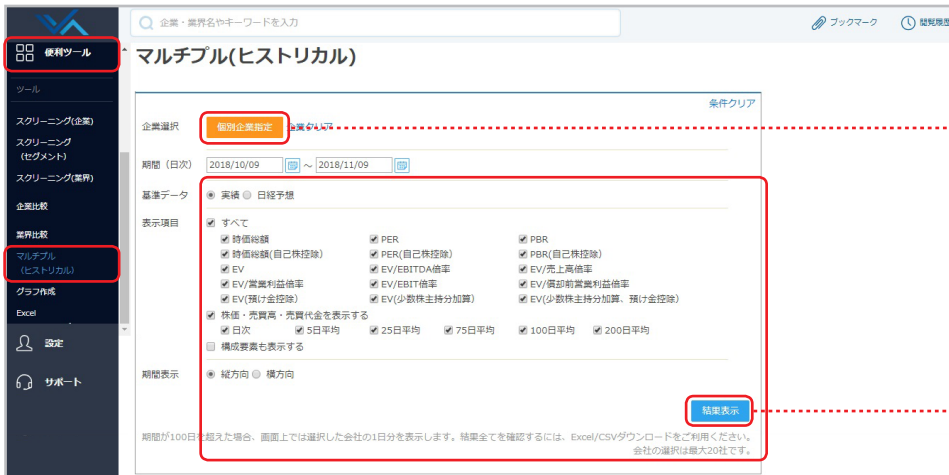 企業・業界名やキーワードを入力
ブックマーク
閲覧履歴
便利ツール
ツール
スクリーニング(企業)
スクリーニング
(セグメント)
スクリーニング(業界)
企業比較
業界比較
マルチプル
(ヒストリカル)
グラフ作成
Excel
設定
サポート
マルチプル(ヒストリカル)
条件クリア
企業選択 個別企業指定 企業クリア
期間（日次） 2018/10/09 ～ 2018/11/09
基準データ 実績 日経予想
表示項目 すべて
時価総額 PER PBR
時価総額(自己株控除) PER(自己株控除) PBR(自己株控除)
EV EV/EBITDA倍率 EV/売上高倍率
EV/営業利益倍率 EV/EBIT倍率 EV/償却前営業利益倍率
EV(預け金控除) EV(少数株主持分加算) EV(少数株主持分加算、預け金控除)
株価・売買高・売買代金を表示する
日次 5日平均 25日平均 75日平均 100日平均 200日平均
構成要素も表示する
期間表示 縦方向 横方向
結果表示
期間が100日を超えた場合、画面上では選択した会社の1日分を表示します。結果全てを確認するには、Excel/CSVダウンロードをご利用ください。
会社の選択は最大20社です。